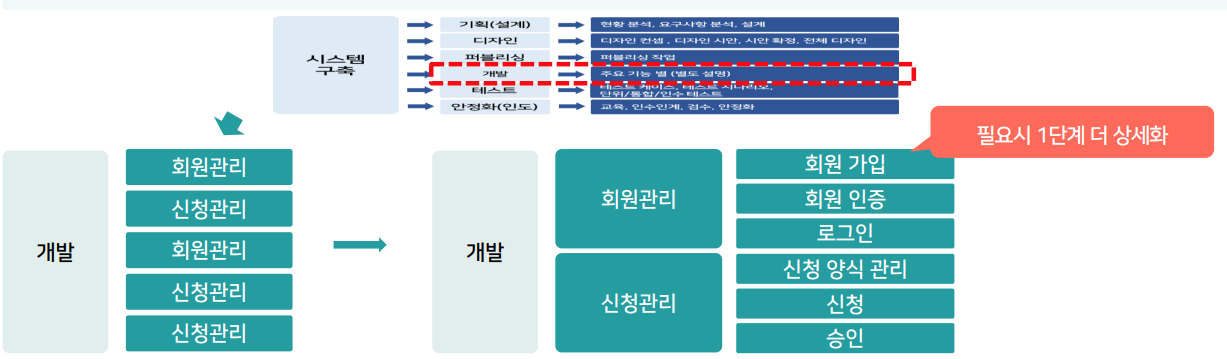 시스템
구축
기획(설계)
현황 분석, 요구사항 분석, 설계
디자인
디자인 컨셉 , 디자인 시안, 시안 확정, 전체 디자인
퍼블리싱
퍼블리싱 작업
개발
주요 기능 별 (별도 설명)
테스트
테스트 케이스, 테스트 시나리오,
단위/통합/인수 테스트
안정화(인도)
교육, 인수인계, 검수, 안정화
필요시 1단계 더 상세화
개발
회원관리
신청관리
회원관리
신청관리
신청관리
개발
회원관리
회원 가입
회원 인증
로그인
신청관리
신청 양식 관리
신청
승인